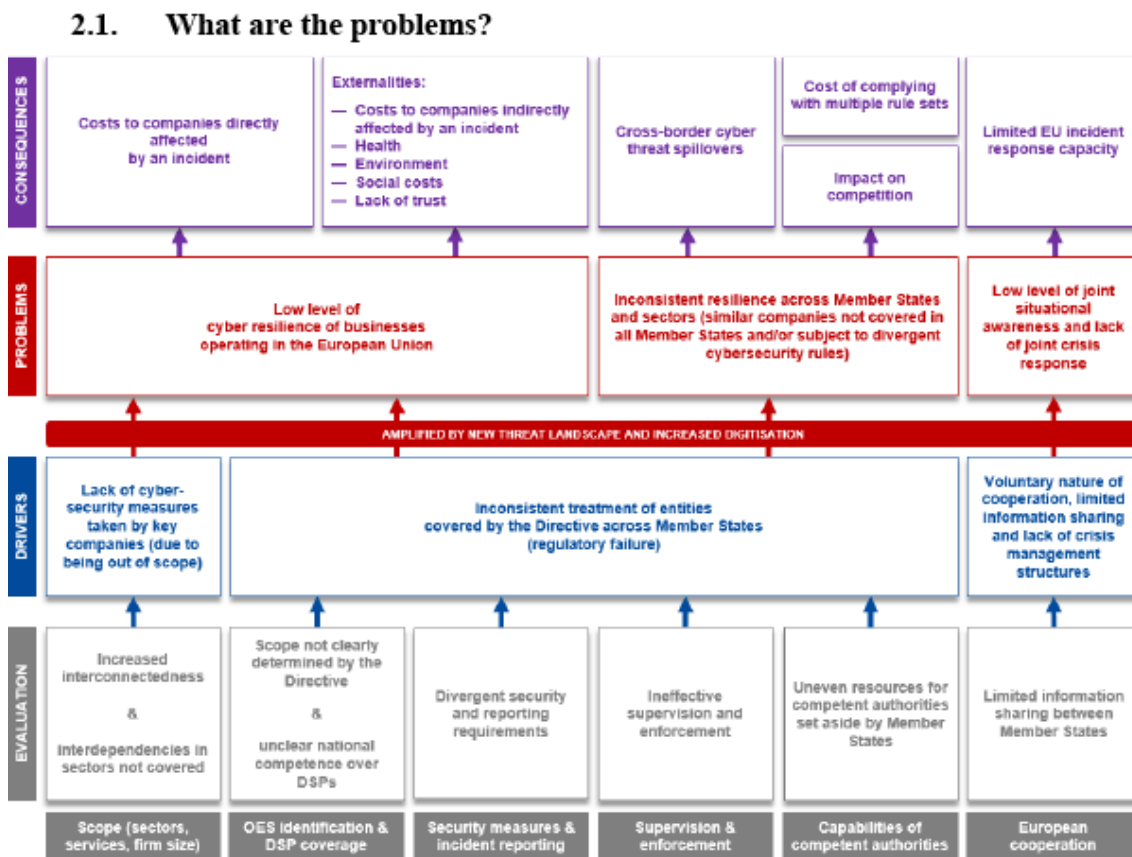 2.1. What are the problems?
CONSEQUENCES
Costs to companies directly
affected
by an incident
Externalities:
— Costs to companies indirectly
affected by an incident
— Health
— Environment
— Social costs
— Lack of trust
Cross-border cyber
threat spillovers
Cost of complying
with multiple rule sets
Impact on
competition
Limited EU incident
response capacity
PROBLEMS
Low level of
cyber resilience of businesses
operating in the European Union
Inconsistent resilience across Member States
and sectors (similar companies not covered in
all Member States and/or subject to divergent
cybersecurity rules)
Low level of joint
situational
awareness and lack
of joint crisis
response
AMPLIFIED BY NEW THREAT LANDSCAPE AND INCREASED DIGITISATION
DRIVERS
Lack of cyber-
security measures
taken by key
companies (due to
being out of scope)
Inconsistent treatment of entities
covered by the Directive across Member States
(regulatory failure)
Voluntary nature of
cooperation, limited
information sharing
and lack of crisis
management
structures
EVALUATION
Increased
interconnectedness
&
interdependencies in
sectors not covered
Scope not clearly
determined by the
Directive
&
unclear national
competence over
DSPs
Divergent security
and reporting
requirements
Ineffective
supervision and
enforcement
Uneven resources for
competent authorities
set aside by Member
States
Limited information
sharing between
Member States
Scope (sectors,
services, firm size)
OES identification &
DSP coverage
Security measures &
incident reporting
Supervision &
enforcement
Capabilities of
competent authorities
European
cooperation